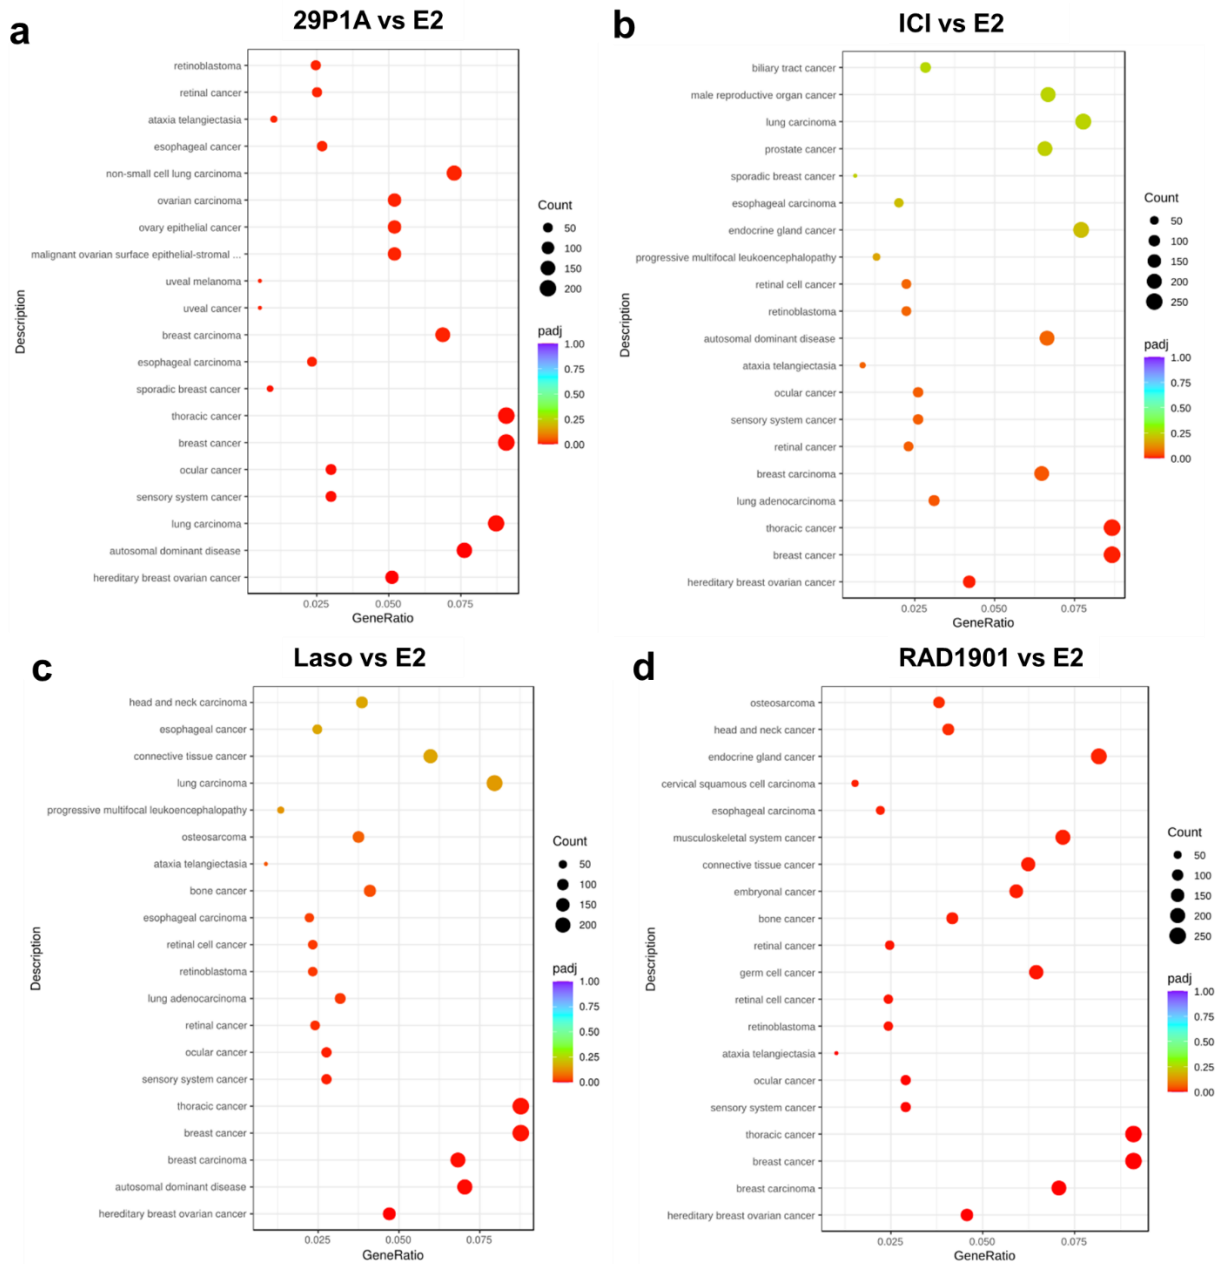 a
29P1A vs E2
retinoblastoma
retinal cancer
ataxia telangiectasia
esophageal cancer
non-small cell lung carcinoma
ovarian carcinoma
ovary epithelial cancer
malignant ovarian surface epithelial-stromal ...
uveal melanoma
uveal cancer
breast carcinoma
esophageal carcinoma
sporadic breast cancer
thoracic cancer
breast cancer
ocular cancer
sensory system cancer
lung carcinoma
autosomal dominant disease
hereditary breast ovarian cancer
Description
0.025 0.050 0.075
GeneRatio
Count
50
100
150
200
padj
1.00
0.75
0.50
0.25
0.00
b
ICI vs E2
biliary tract cancer
male reproductive organ cancer
lung carcinoma
prostate cancer
sporadic breast cancer
esophageal carcinoma
endocrine gland cancer
progressive multifocal leukoencephalopathy
retinal cell cancer
retinoblastoma
autosomal dominant disease
ataxia telangiectasia
ocular cancer
sensory system cancer
retinal cancer
breast carcinoma
lung adenocarcinoma
thoracic cancer
breast cancer
hereditary breast ovarian cancer
Description
0.025 0.050 0.075
GeneRatio
Count
50
100
150
200
250
padj
1.00
0.75
0.50
0.25
0.00
c
Laso vs E2
head and neck carcinoma
esophageal cancer
connective tissue cancer
lung carcinoma
progressive multifocal leukoencephalopathy
osteosarcoma
ataxia telangiectasia
bone cancer
esophageal carcinoma
retinal cell cancer
retinoblastoma
lung adenocarcinoma
retinal cancer
ocular cancer
sensory system cancer
thoracic cancer
breast cancer
breast carcinoma
autosomal dominant disease
hereditary breast ovarian cancer
Description
0.025 0.050 0.075
GeneRatio
Count
50
100
150
200
padj
1.00
0.75
0.50
0.25
0.00
d
RAD1901 vs E2
osteosarcoma
head and neck cancer
endocrine gland cancer
cervical squamous cell carcinoma
esophageal carcinoma
musculoskeletal system cancer
connective tissue cancer
embryonal cancer
bone cancer
retinal cancer
germ cell cancer
retinal cell cancer
retinoblastoma
ataxia telangiectasia
ocular cancer
sensory system cancer
thoracic cancer
breast cancer
breast carcinoma
hereditary breast ovarian cancer
Description
0.025 0.050 0.075
GeneRatio
Count
50
100
150
200
250
padj
1.00
0.75
0.50
0.25
0.00